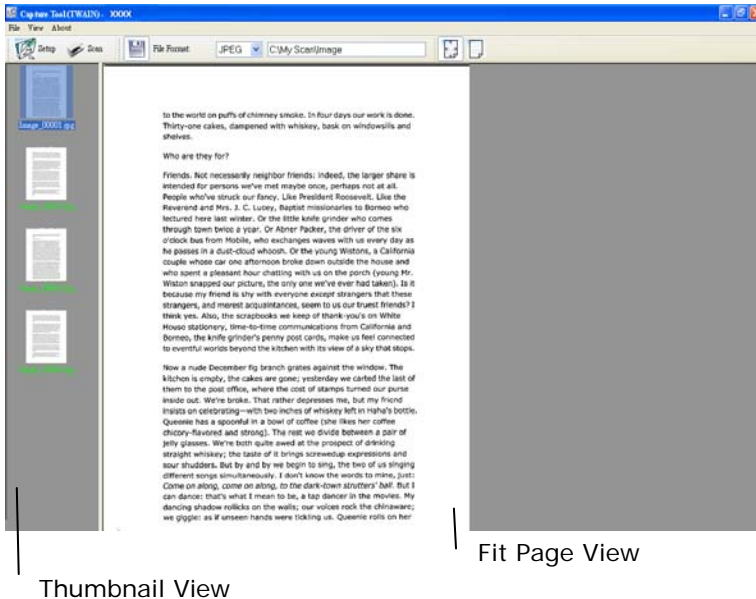 Capture Tool(TWAIN) - XXXX
File View About
Setup Scan File Format: JPEG C:\My Scan\Image
Image_00001.jpg
to the world on puffs of chimney smoke. In four days our work is done.
Thirty-one cakes, dampened with whiskey, bask on windowsills and
shelves.
Who are they for?
Friends. Not necessarily neighbor friends: indeed, the larger share is
intended for persons we've met maybe once, perhaps not at all.
People who've struck our fancy. Like President Roosevelt. Like the
Reverend and Mrs. J. C. Lucey, Baptist missionaries to Borneo who
lectured here last winter. Or the little knife grinder who comes
through town twice a year. Or Abner Packer, the driver of the six
o'clock bus from Mobile, who exchanges waves with us every day as
he passes in a dust-cloud whoosh. Or the young Wistons, a California
couple whose car one afternoon broke down outside the house and
who spent a pleasant hour chatting with us on the porch (young Mr.
Wiston snapped our picture, the only one we've ever had taken). Is it
because my friend is shy with everyone except strangers that these
strangers, and merest acquaintances, seem to us our truest friends? I
think yes. Also, the scrapbooks we keep of thank-you's on White
House stationery, time-to-time communications from California and
Borneo, the knife grinder's penny post cards, make us feel connected
to eventful worlds beyond the kitchen with its view of a sky that stops.
Now a nude December fig branch grates against the window. The
kitchen is empty, the cakes are gone; yesterday we carted the last of
them to the post office, where the cost of stamps turned our purse
inside out. We're broke. That rather depresses me, but my friend
insists on celebrating—with two inches of whiskey left in Haha's bottle.
Queenie has a spoonful in a bowl of coffee (she likes her coffee
chicory-flavored and strong). The rest we divide between a pair of
jelly glasses. We're both quite awed at the prospect of drinking
straight whiskey; the taste of it brings screwedup expressions and
sour shudders. But by and by we begin to sing, the two of us singing
different songs simultaneously. I don't know the words to mine, just:
Come on along, come on along, to the dark-town strutters' ball. But I
can dance: that's what I mean to be, a tap dancer in the movies. My
dancing shadow rollicks on the walls; our voices rock the chinaware;
we giggle: as if unseen hands were tickling us. Queenie rolls on her
Fit Page View
Thumbnail View